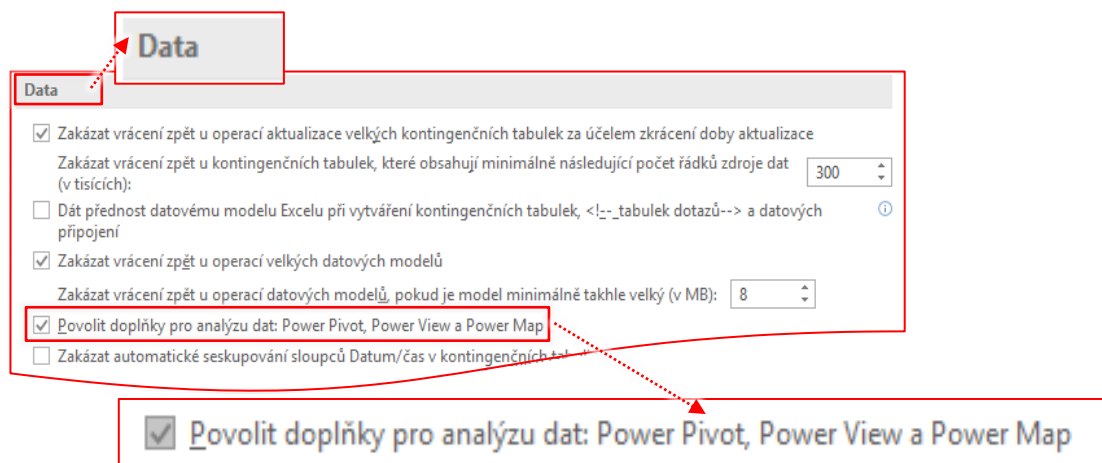 Data
Data
Zakázat vrácení zpět u operací aktualizace velkých kontingenčních tabulek za účelem zkrácení doby aktualizace
Zakázat vrácení zpět u kontingenčních tabulek, které obsahují minimálně následující počet řádků zdroje dat
(v tisících):
300
Dát přednost datovému modelu Excelu při vytváření kontingenčních tabulek, <!--_tabulek dotazů--> a datových
připojení
Zakázat vrácení zpět u operací velkých datových modelů
Zakázat vrácení zpět u operací datových modelů, pokud je model minimálně takhle velký (v MB): 8
Povolit doplňky pro analýzu dat: Power Pivot, Power View a Power Map
Zakázat automatické seskupování sloupců Datum/čas v kontingenčních
Povolit doplňky pro analýzu dat: Power Pivot, Power View a Power Map